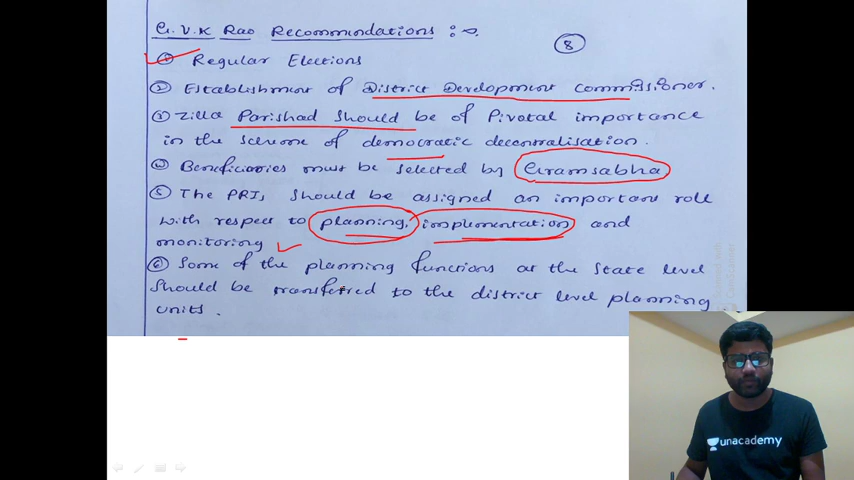 G.V.K Rao Recommendations :-
8
① Regular Elections
② Establishment of District Development Commissioner.
③ Zilla Parishad should be of Pivotal importance
in the scheme of democratic decentralisation.
④ Beneficiaries must be selected by Gramsabha
⑤ The PRIs should be assigned an important roll
with respect to planning, implementation and
monitoring
⑥ Some of the planning functions at the state level
should be transferred to the district level planning
units.
unacademy